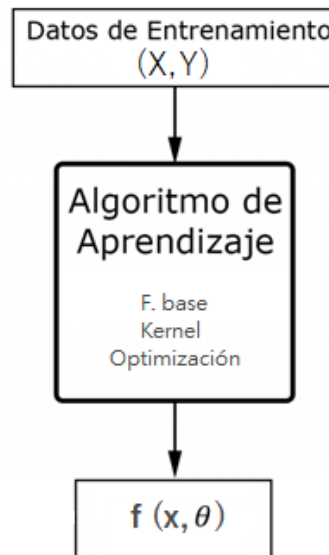 Datos de Entrenamiento
(X,Y)
Algoritmo de
Aprendizaje
F. base
Kernel
Optimización
f (x,θ)